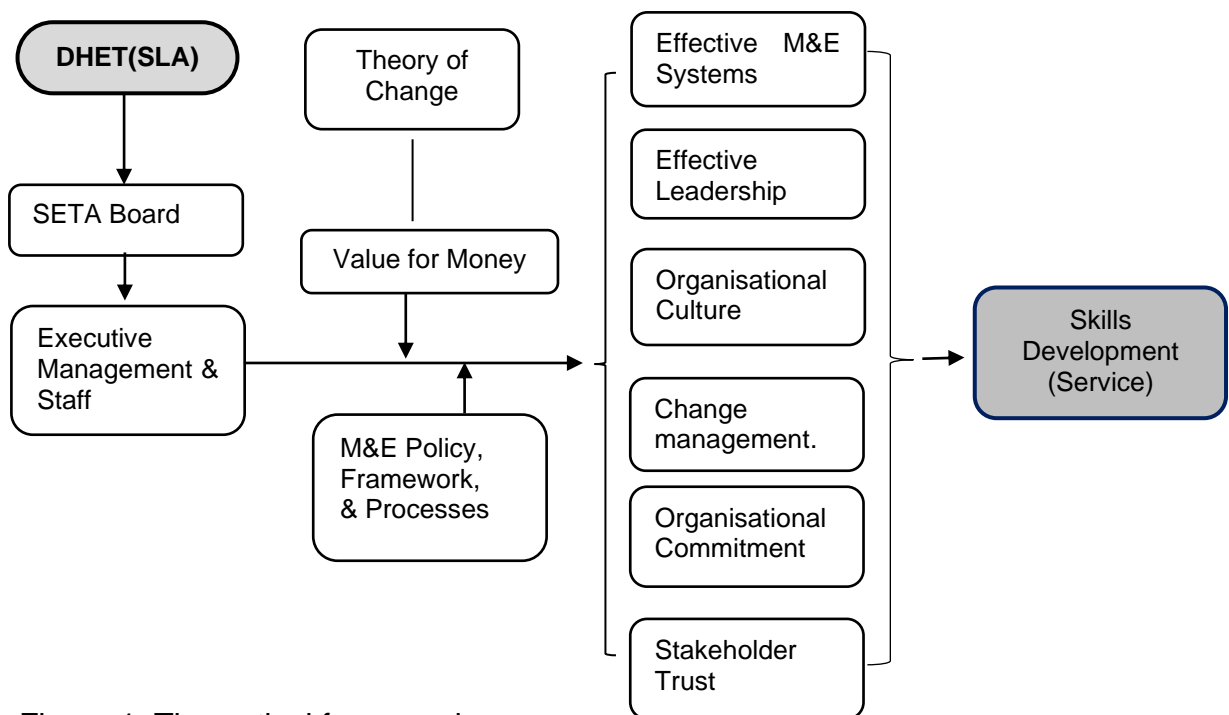 DHET(SLA)
SETA Board
Executive
Management &
Staff
Theory of
Change
Value for Money
M&E Policy,
Framework,
& Processes
Effective M&E
Systems
Effective
Leadership
Organisational
Culture
Change
management.
Organisational
Commitment
Stakeholder
Trust
Skills
Development
(Service)